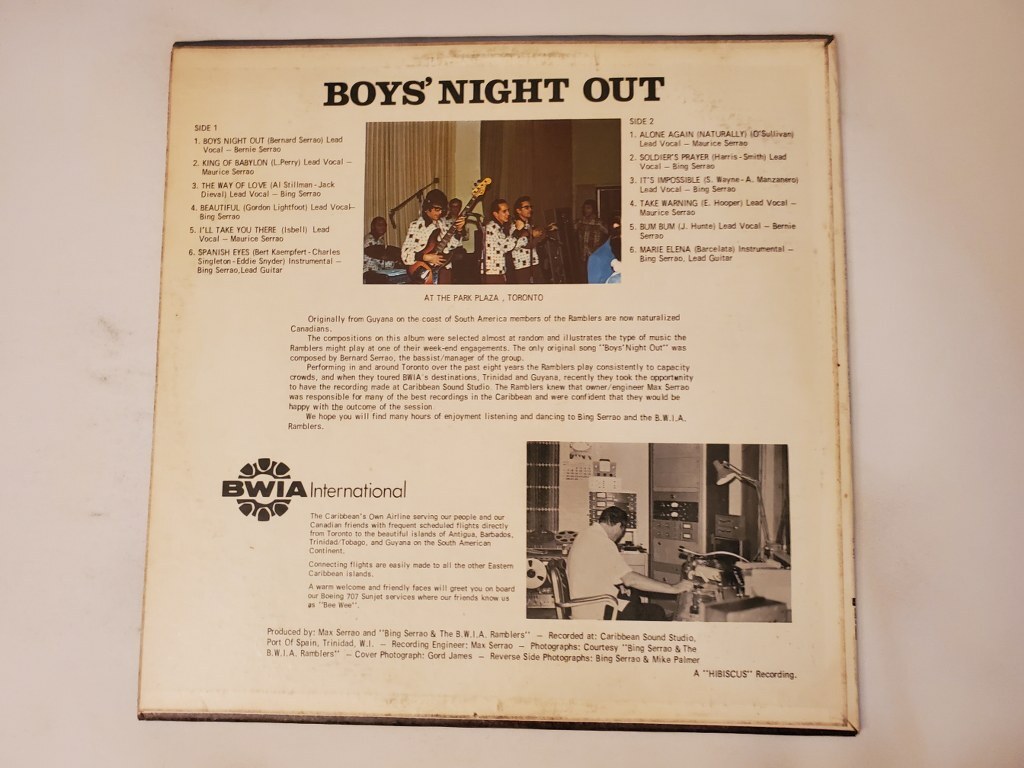 BOYS' NIGHT OUT
SIDE 1
1. BOYS NIGHT OUT (Bernard Serrao) Lead
Vocal — Bernie Serrao
2. KING OF BABYLON (L.Perry) Lead Vocal —
Maurice Serrao
3. THE WAY OF LOVE (Al Stillman-Jack
Dieval) Lead Vocal — Bing Serrao
4. BEAUTIFUL (Gordon Lightfoot) Lead Vocal—
Bing Serrao
5. I'LL TAKE YOU THERE (Isbell) Lead
Vocal — Maurice Serrao
6. SPANISH EYES (Bert Kaempfert-Charles
Singleton-Eddie Snyder) Instrumental —
Bing Serrao,Lead Guitar
SIDE 2
1. ALONE AGAIN (NATURALLY) (O'Sullivan)
Lead Vocal — Maurice Serrao
2. SOLDIER'S PRAYER (Harris-Smith) Lead
Vocal — Bing Serrao
3. IT'S IMPOSSIBLE (S. Wayne-A. Manzanero)
Lead Vocal — Bing Serrao
4. TAKE WARNING (E. Hooper) Lead Vocal —
Maurice Serrao
5. BUM BUM (J. Hunte) Lead Vocal — Bernie
Serrao
6. MARIE ELENA (Barcelata) Instrumental —
Bing Serrao, Lead Guitar
AT THE PARK PLAZA , TORONTO
Originally from Guyana on the coast of South America members of the Ramblers are now naturalized
Canadians.
The compositions on this album were selected almost at random and illustrates the type of music the
Ramblers might play at one of their week-end engagements. The only original song "Boys'Night Out" was
composed by Bernard Serrao, the bassist/manager of the group.
Performing in and around Toronto over the past eight years the Ramblers play consistently to capacity
crowds, and when they toured BWIA's destinations, Trinidad and Guyana, recently they took the opportunity
to have the recording made at Caribbean Sound Studio. The Ramblers knew that owner/engineer Max Serrao
was responsible for many of the best recordings in the Caribbean and were confident that they would be
happy with the outcome of the session.
We hope you will find many hours of enjoyment listening and dancing to Bing Serrao and the B.W.I.A.
Ramblers.
BWIA International
The Caribbean's Own Airline serving our people and our
Canadian friends with frequent scheduled flights directly
from Toronto to the beautiful islands of Antigua, Barbados,
Trinidad/Tobago, and Guyana on the South American
Continent.
Connecting flights are easily made to all the other Eastern
Caribbean islands.
A warm welcome and friendly faces will greet you on board
our Boeing 707 Sunjet services where our friends know us
as "Bee Wee".
Produced by: Max Serrao and "Bing Serrao & The B.W.I.A. Ramblers" — Recorded at: Caribbean Sound Studio,
Port Of Spain, Trinidad, W.I. — Recording Engineer: Max Serrao — Photographs: Courtesy "Bing Serrao & The
B.W.I.A. Ramblers" — Cover Photograph: Gord James — Reverse Side Photographs: Bing Serrao & Mike Palmer
A "HIBISCUS" Recording.